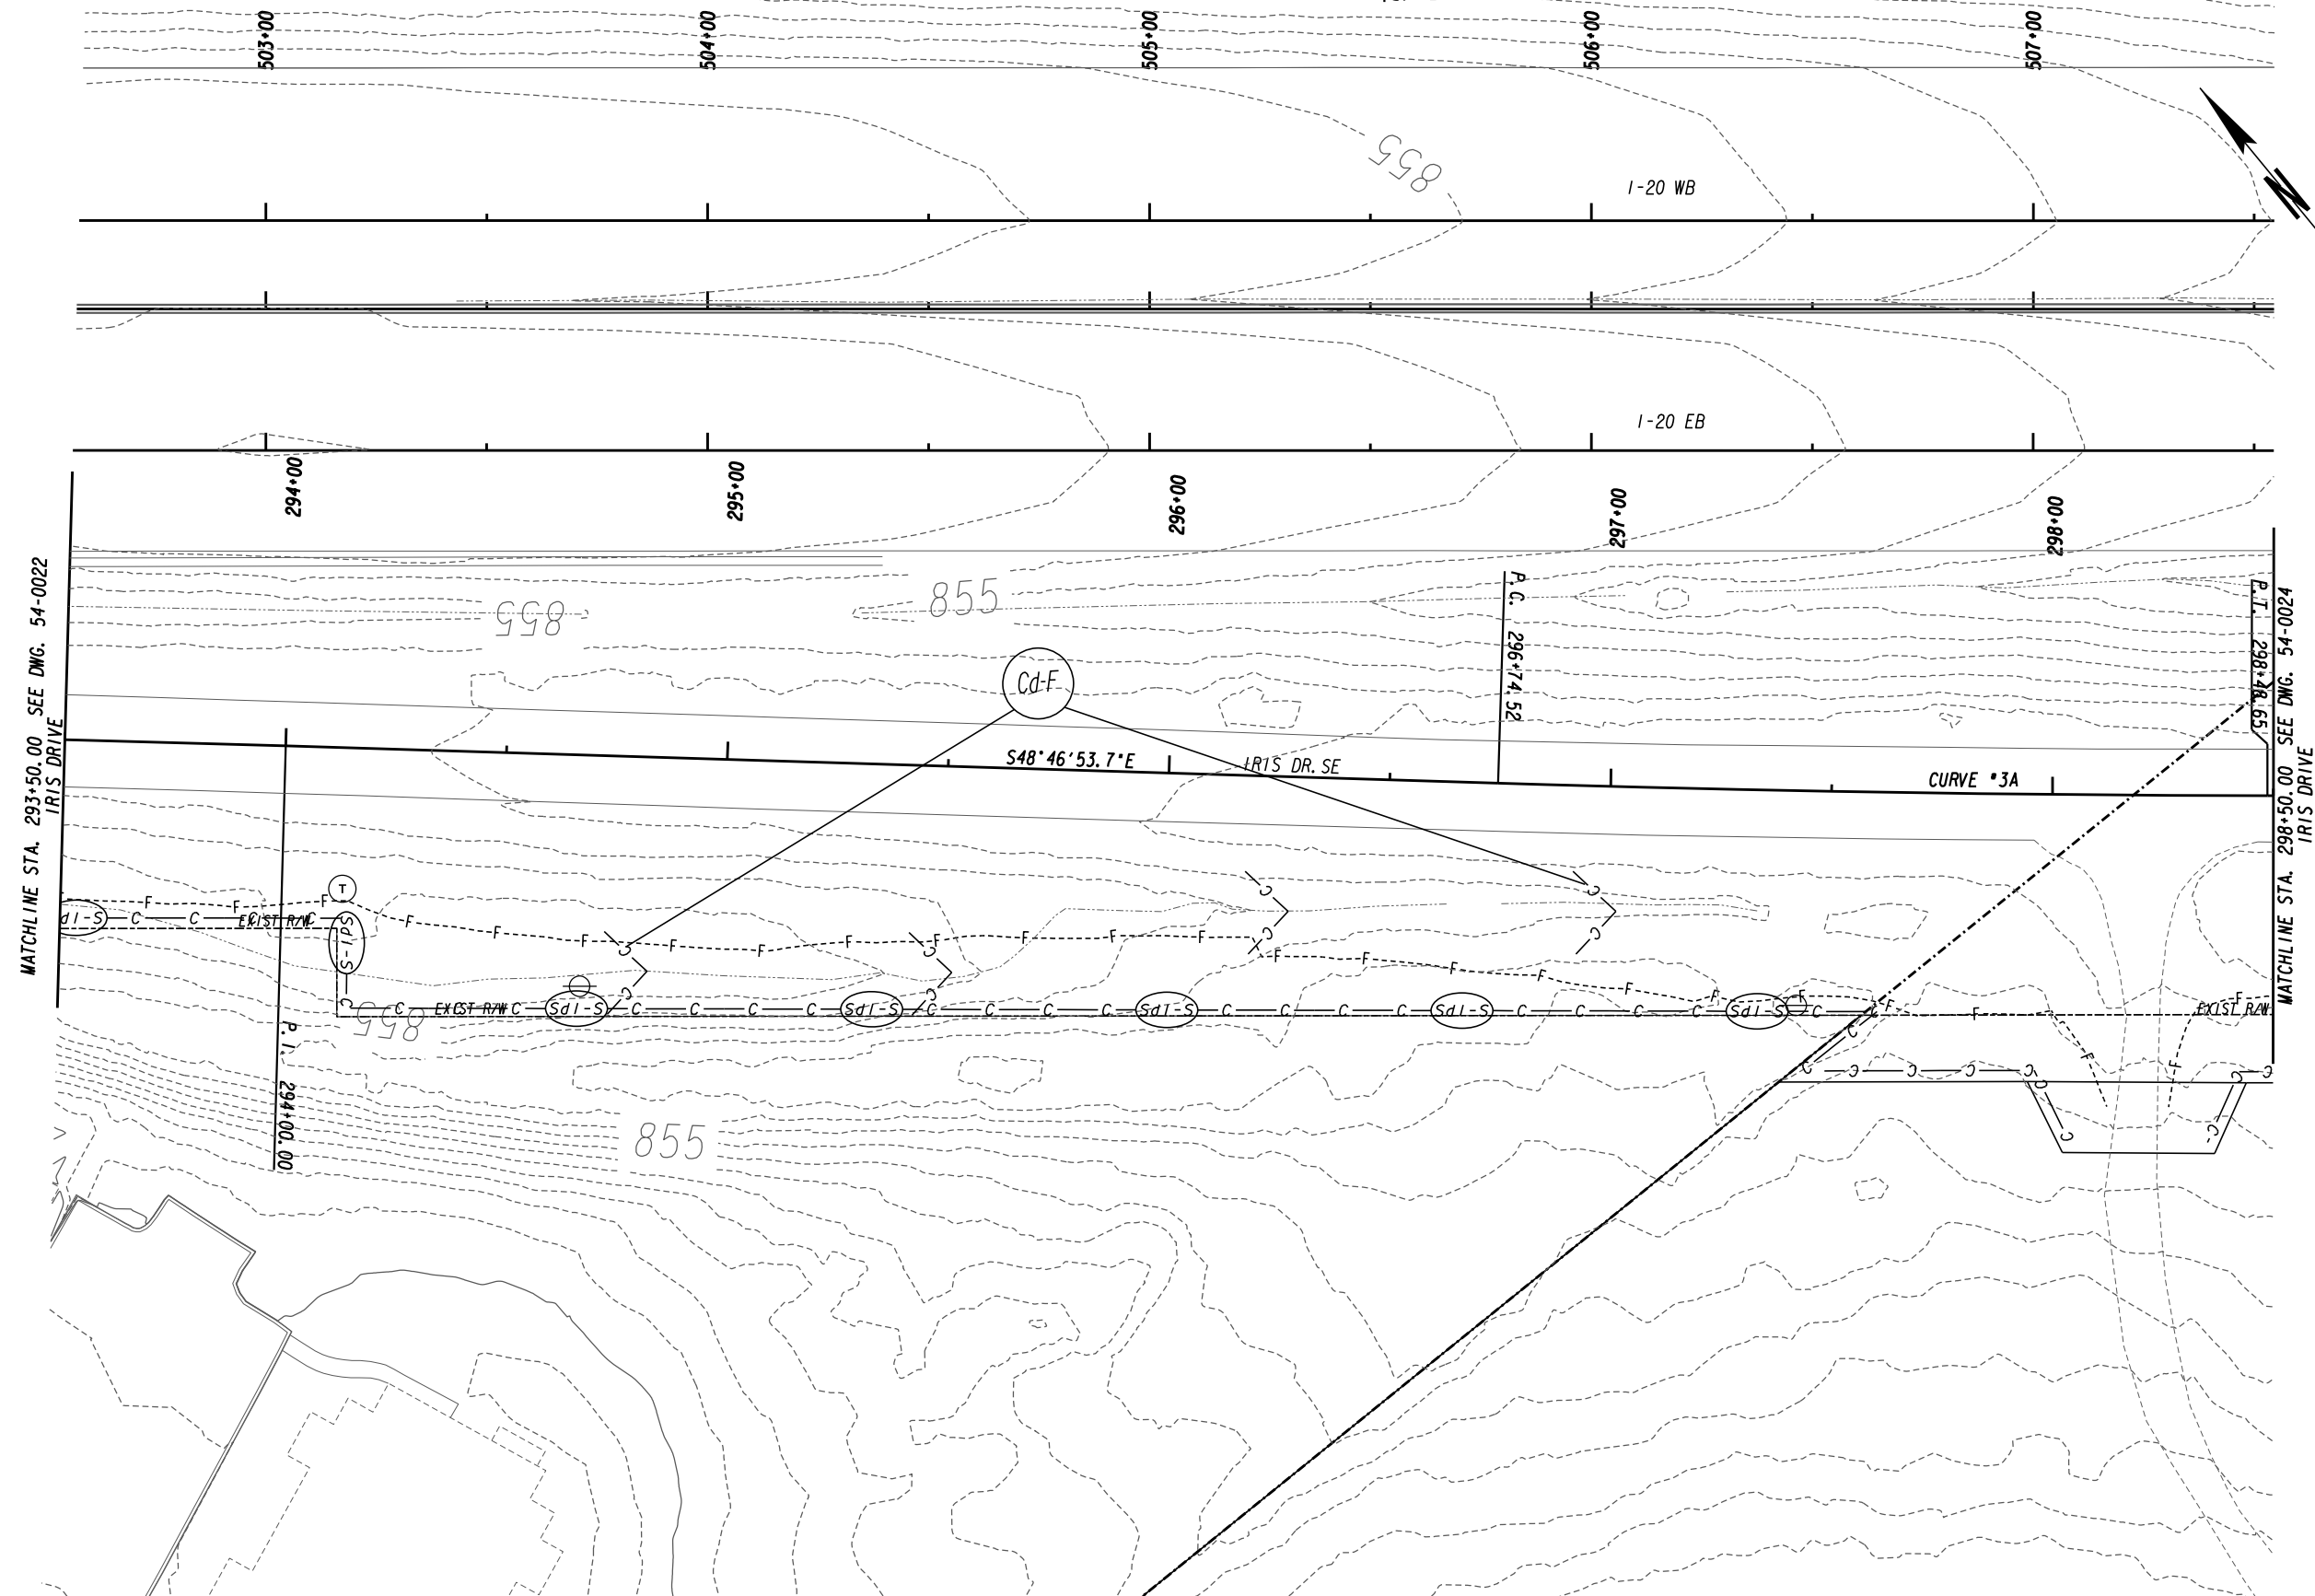 503+00
504+00
505+00
506+00
507+00
N
855
I-20 WB
I-20 EB
294+00
295+00
296+00
297+00
298+00
MATCHLINE STA. 293+50.00 SEE DWG. 54-0022
IRIS DRIVE
855
855
P.C. 296+74.52
P.T. 298+48.65
MATCHLINE STA. 298+50.00 SEE DWG. 54-0024
IRIS DRIVE
Cd-F
S48°46'53.7"E
IRIS DR. SE
CURVE #3A
T
F F F F F F F F F F F F F F F F F F F F F F
d1-S C C EXIST R/W C C
Sd1-S
C
C EXIST R/W C Sd1-S C C C C Sd1-S C C C C Sd1-S C C C C Sd1-S C C C C Sd1-S C C
EXIST R/W
C C C C C C C C
855
P.I. 294+00.00
C C C C C C C C C C
855